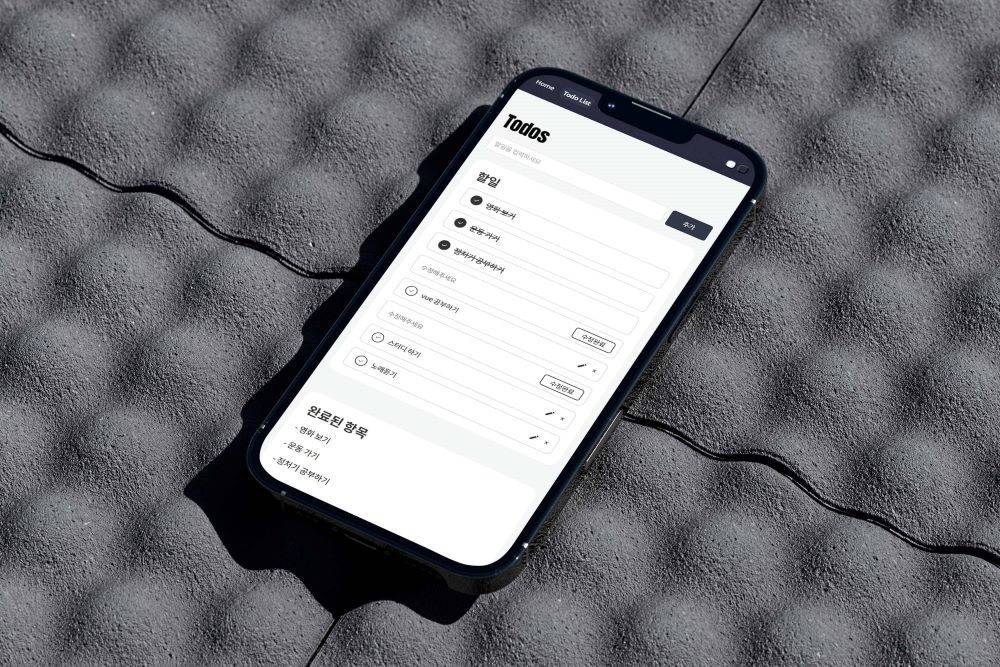 Home Todo List
Todos
할일을 입력하세요
추가
할일
영화 보기
운동 가기
정처기 공부하기
수정해주세요
수정완료
vue 공부하기
수정해주세요
수정완료
스터디 하기
노래듣기
완료된 항목
- 영화 보기
- 운동 가기
- 정처기 공부하기